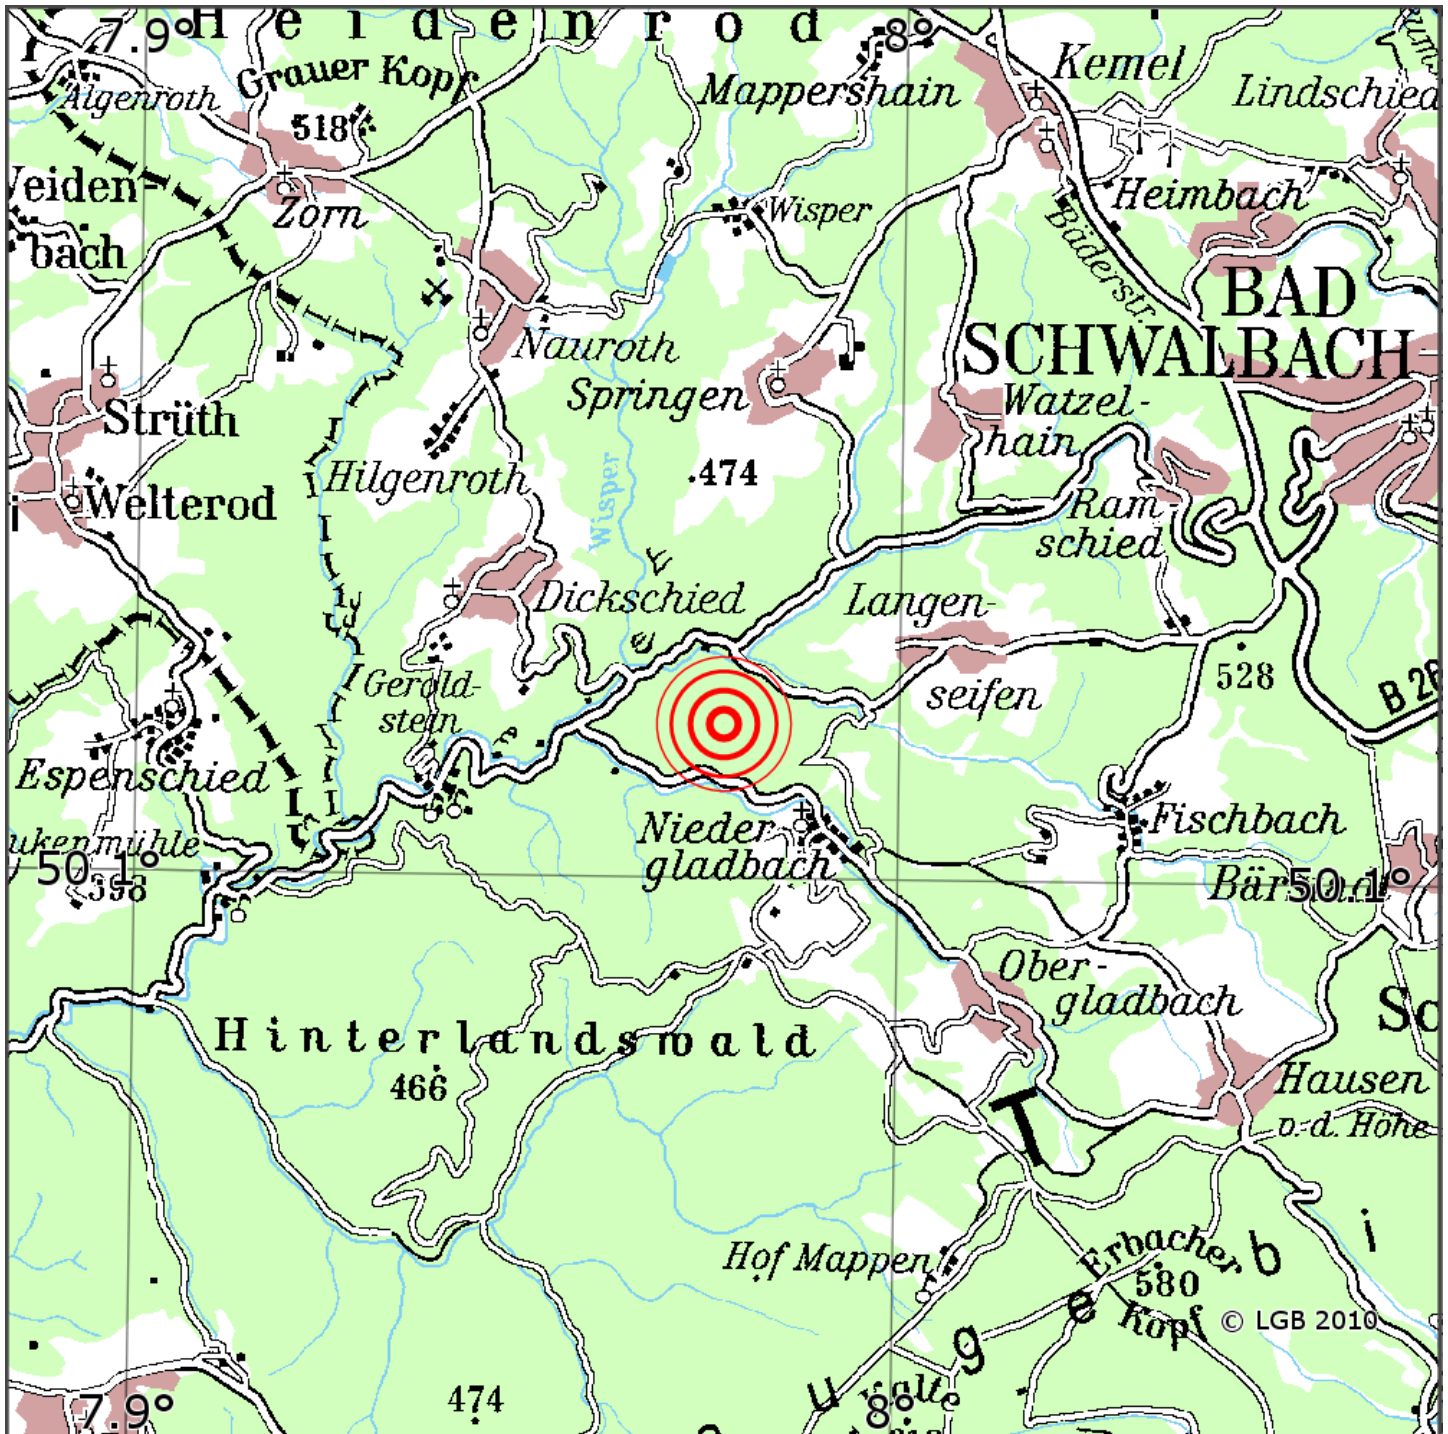 Heidenrod
7.9°
8°
Grauer Kopf
Kemel
Algenroth
Mappershain
Lindschied
518
Zorn
Wisper
Heimbach
bach
Bäderstr.
BAD
SCHWALBACH
Nauroth
Springen
Strüth
Watzel-
hain
Hilgenroth
474
Welterod
Wisper
Ram-
schied
Dickschied
Langen-
seifen
528
Gerold-
stein
Espenschied
Nieder
gladbach
Fischbach
50.1°
50.1°
Ober-
gladbach
Hinterlandswald
466
Hausen
v. d. Höhe
T
Hof Mappen
Erbacher
Kopf
580
b
i
e
g
u
© LGB 2010
474
7.9°
8°